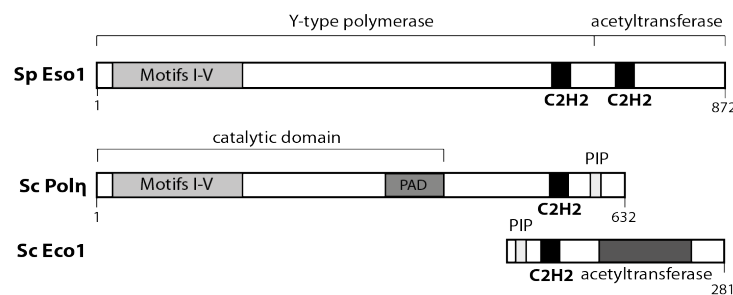 Y-type polymerase acetyltransferase
Sp Eso1 Motifs I-V
C2H2 C2H2
1 872
catalytic domain
PIP
Sc Polη Motifs I-V PAD
C2H2
1 632
PIP
Sc Eco1
C2H2 acetyltransferase
281